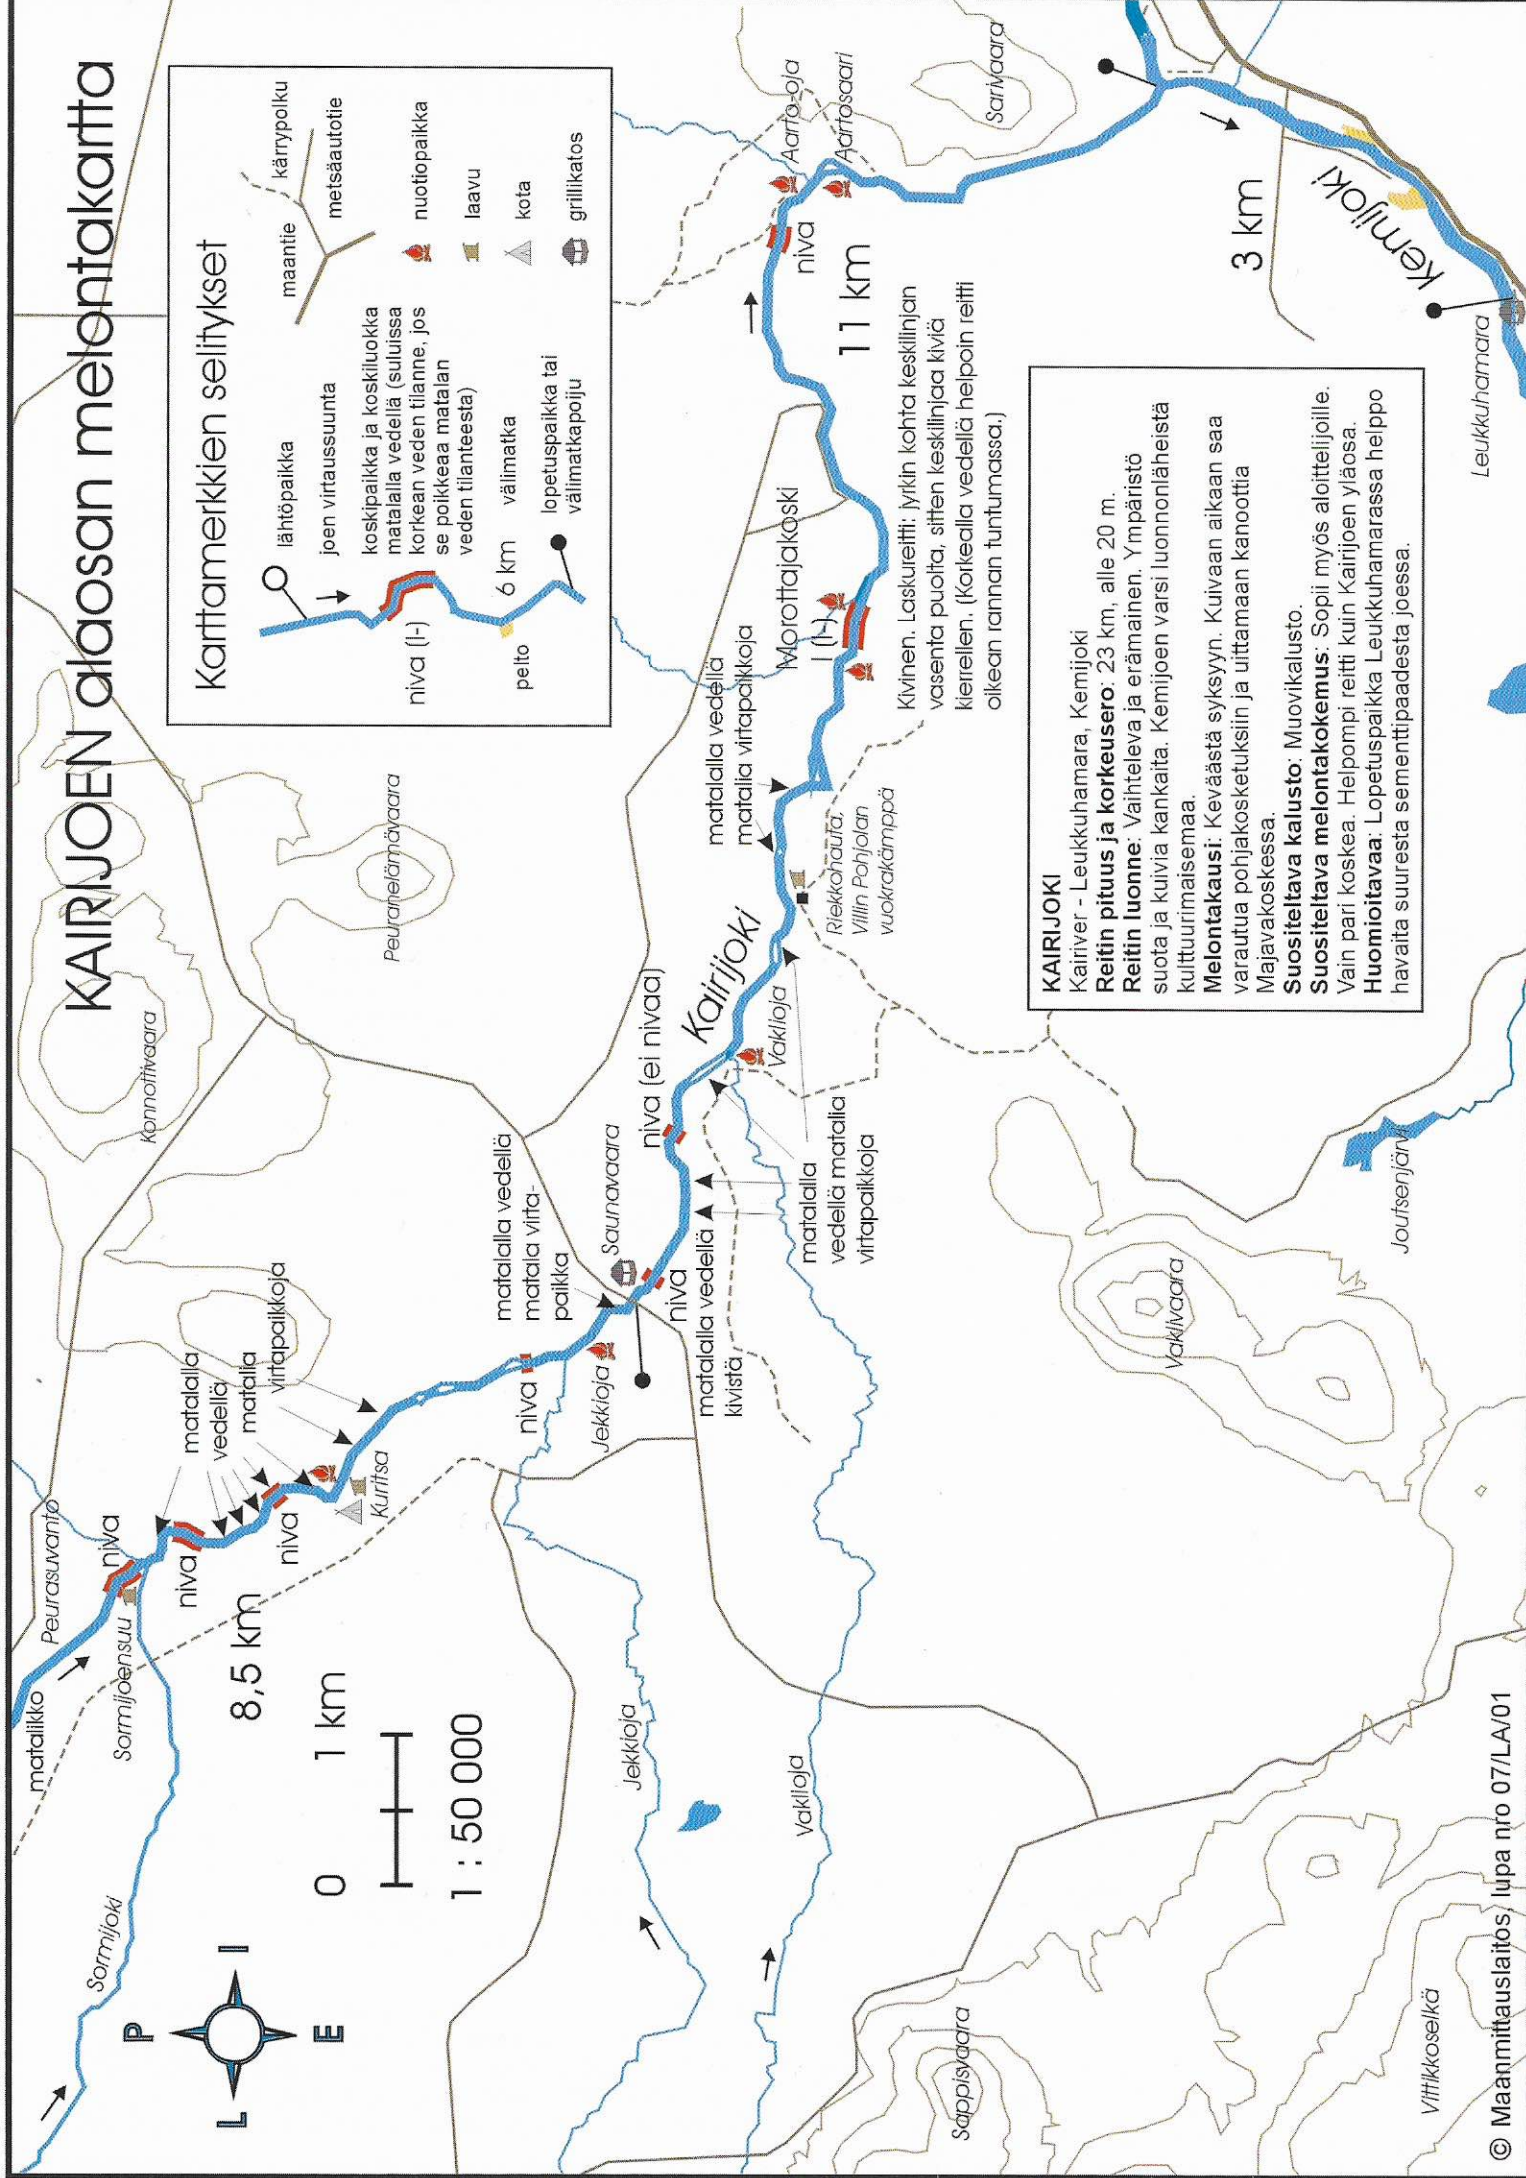 KAIRIJOEN alaosan melontakartta
Karttamerkkien selitykset
lähtöpaikka
joen virtaussuunta
koskipaikka ja koskiluokka
matalalla vedellä (suluissa
korkean veden tilanne, jos
se poikkeaa matalan
veden tilanteesta)
niva (I-)
6 km
välimatka
pelto
lopetuspaikka tai
välimatkapoiju
maantie
kärrypolku
metsäautotie
nuotiopaikka
laavu
kota
grillikatos
matalikko
Peurasuvanto
niva
Sormijoensuu
Sormijoki
niva
matalalla
vedellä
matalia
virtapaikkoja
niva
8,5 km
Kuritsa
0 1 km
1 : 50 000
P
L
I
E
Konnottivaara
Peuranelämävaara
niva
Jekkioja
matalalla vedellä
matala virta-
paikka
Saunavaara
niva
matalalla vedellä
kivistä
niva (ei nivaa)
Kairijoki
Vaklioja
matalalla
vedellä matalia
virtapaikkoja
Jekkioja
Vaklioja
Riekkohauta,
Villin Pohjolan
vuokrakämppä
matalalla vedellä
matalia virtapaikkoja
Morottajakoski
I (I-)
Kivinen. Laskureitti: jyrkin kohta keskilinjan
vasenta puolta, sitten keskilinjaa kiviä
kierrellen. (Korkealla vedellä helpoin reitti
oikean rannan tuntumassa.)
11 km
niva
Aarto-oja
Aartosaari
Sarivaara
3 km
Kemijoki
Leukkuhamara
KAIRIJOKI
Kairiver - Leukkuhamara, Kemijoki
Reitin pituus ja korkeusero: 23 km, alle 20 m.
Reitin luonne: Vaihteleva ja erämainen. Ympäristö
suota ja kuivia kankaita. Kemijoen varsi luonnonläheistä
kulttuurimaisemaa.
Melontakausi: Keväästä syksyyn. Kuivaan aikaan saa
varautua pohjakosketuksiin ja uittamaan kanoottia
Majavakoskessa.
Suositeltava kalusto: Muovikalusto.
Suositeltava melontakokemus: Sopii myös aloittelijoille.
Vain pari koskea. Helpompi reitti kuin Kairijoen yläosa.
Huomioitavaa: Lopetuspaikka Leukkuhamarassa helppo
havaita suuresta sementtipaadesta joessa.
Joutsenjärvi
Vaklivaara
Sappisvaara
Vittikkoselkä
© Maanmittauslaitos, lupa nro 07/LA/01